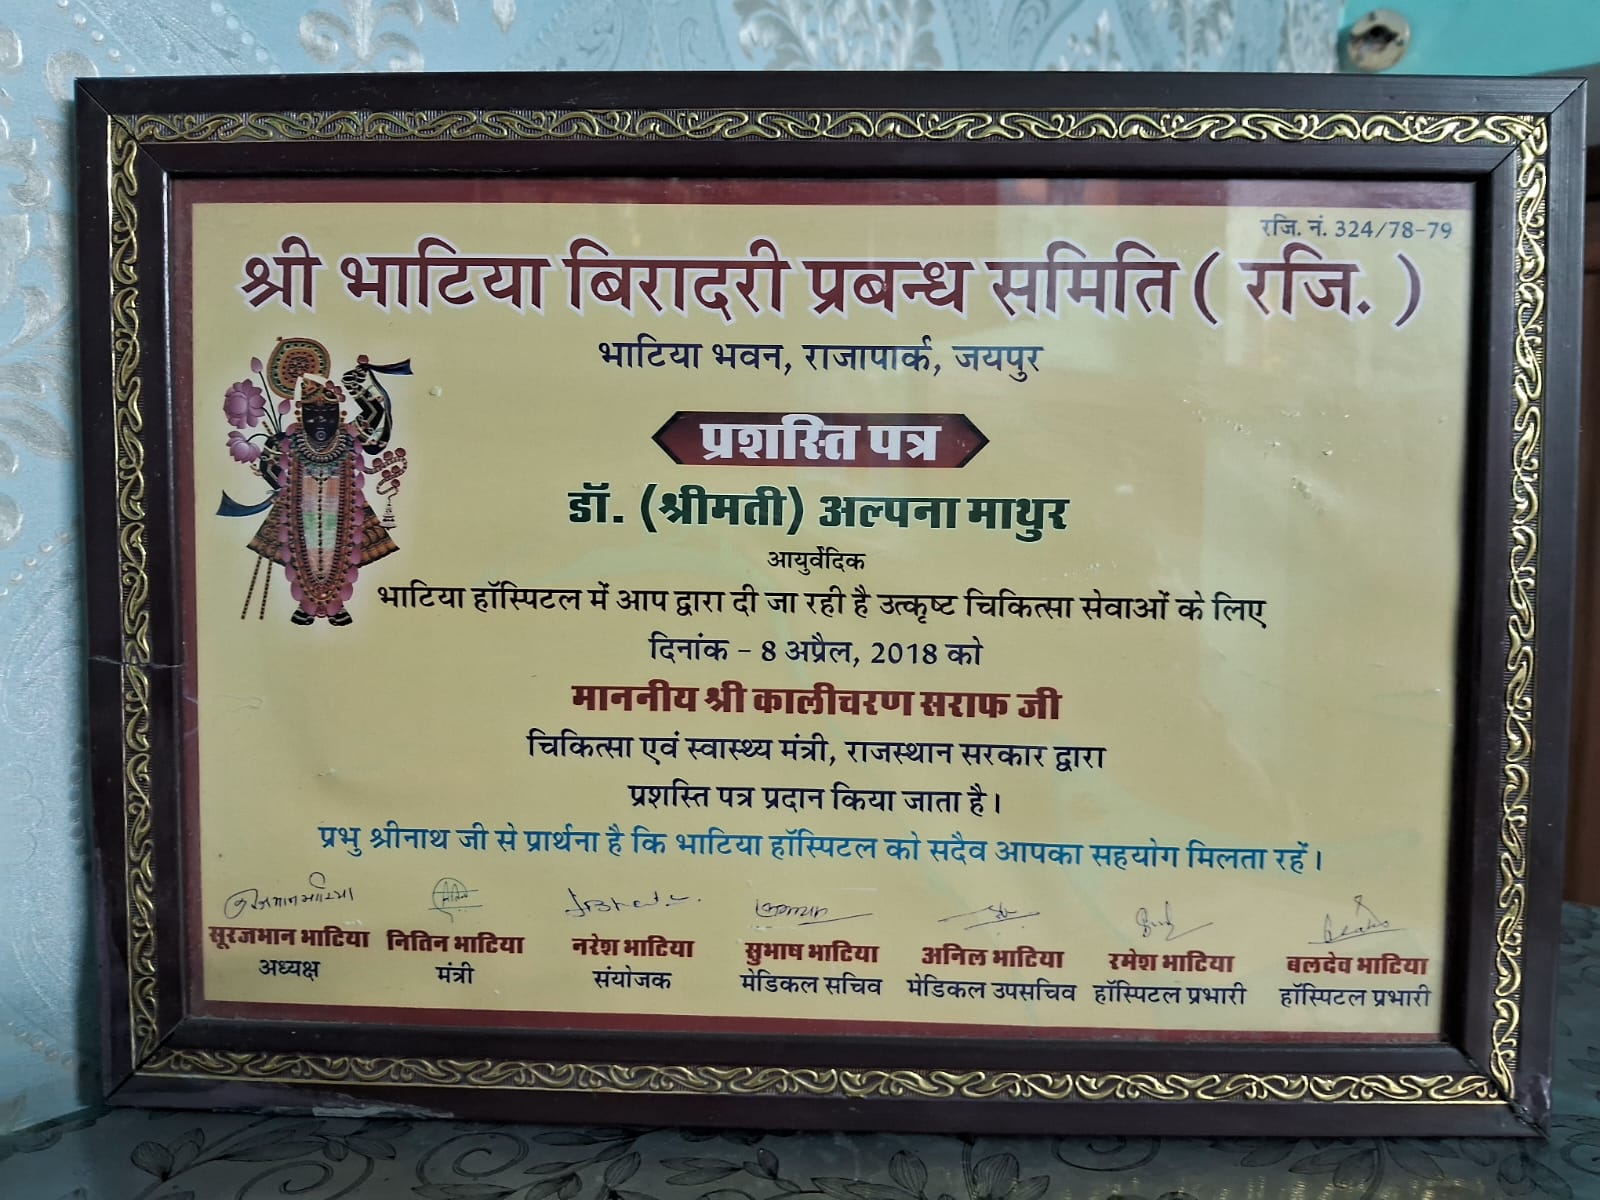 रजि. नं. 324/78-79
श्री भाटिया बिरादरी प्रबन्ध समिति ( रजि. )
भाटिया भवन, राजापार्क, जयपुर
प्रशस्ति पत्र
डॉ. (श्रीमती) अल्पना माथुर
आयुर्वेदिक
भाटिया हॉस्पिटल में आप द्वारा दी जा रही है उत्कृष्ट चिकित्सा सेवाओं के लिए
दिनांक - 8 अप्रैल, 2018 को
माननीय श्री कालीचरण सराफ जी
चिकित्सा एवं स्वास्थ्य मंत्री, राजस्थान सरकार द्वारा
प्रशस्ति पत्र प्रदान किया जाता है।
प्रभु श्रीनाथ जी से प्रार्थना है कि भाटिया हॉस्पिटल को सदैव आपका सहयोग मिलता रहें।
सूरजभान भाटिया नितिन भाटिया नरेश भाटिया सुभाष भाटिया अनिल भाटिया रमेश भाटिया बलदेव भाटिया
अध्यक्ष मंत्री संयोजक मेडिकल सचिव मेडिकल उपसचिव हॉस्पिटल प्रभारी हॉस्पिटल प्रभारी